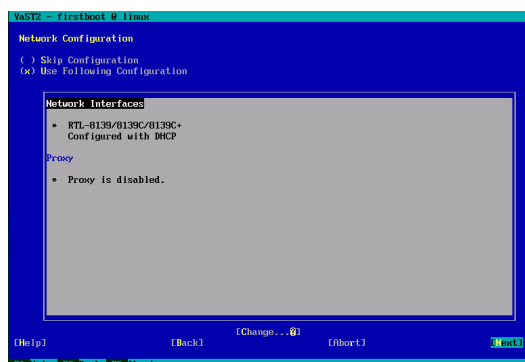 YaST2 - firstboot @ linux
Network Configuration
( ) Skip Configuration
(x) Use Following Configuration
Network Interfaces
* RTL-8139/8139C/8139C+
Configured with DHCP
Proxy
* Proxy is disabled.
[Change...]
[Help] [Back] [Abort] [Next]